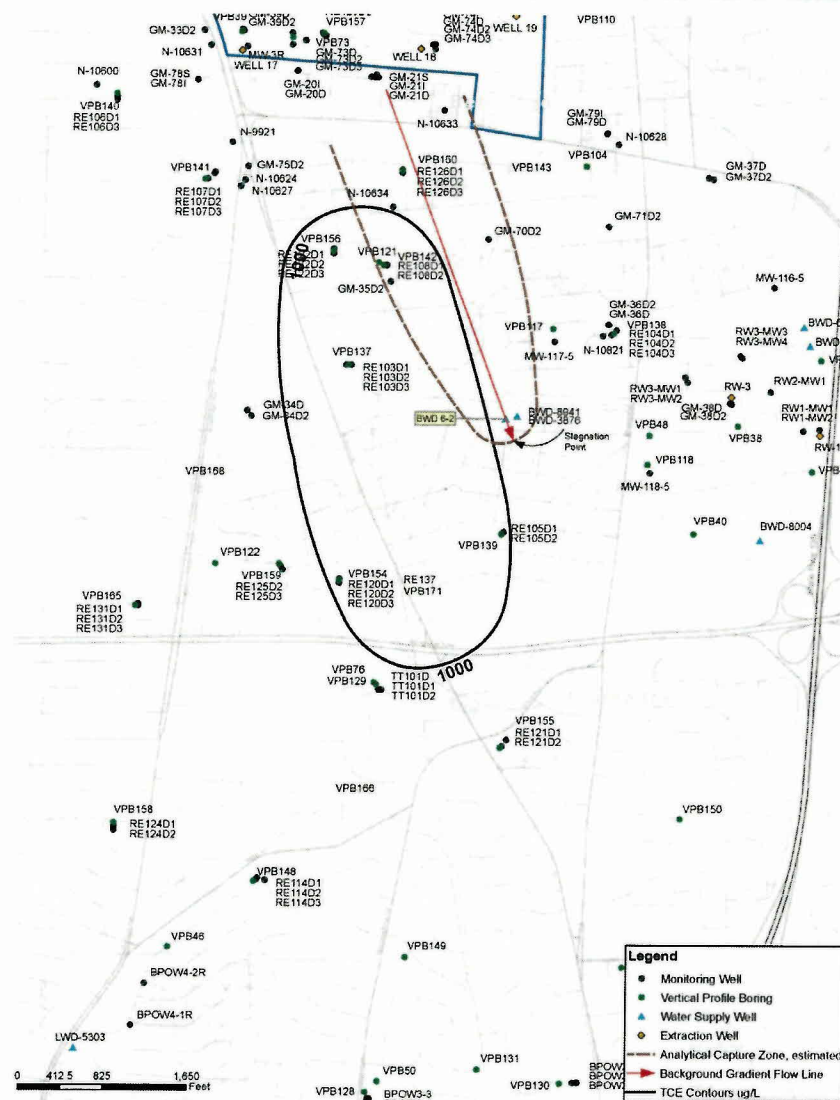 GM-33D2
GM-39D2
VPB157
WELL 19
VPB110
GM-74D2
GM-74D3
N-10631
MW-3R
WELL 17
VPB73
GM-73D
GM-73D2
GM-73D3
WELL 18
N-10600
GM-78S
GM-78I
GM-20I
GM-20D
GM-21S
GM-21I
GM-21D
VPB140
RE106D1
RE106D3
N-10633
GM-79I
GM-79D
N-10628
N-9921
VPB141
GM-75D2
N-10624
N-10627
RE107D1
RE107D2
RE107D3
VPB160
RE126D1
RE126D2
RE126D3
VPB143
VPB104
GM-37D
GM-37D2
N-10634
GM-70D2
GM-71D2
VPB156
1000
VPB121
VPB142
RE108D1
RE108D2
GM-35D2
MW-116-5
GM-36D2
GM-36D
VPB138
RE104D1
RE104D2
RE104D3
VPB117
MW-117-5
N-10821
RW3-MW3
RW3-MW4
VPB137
RE103D1
RE103D2
RE103D3
RW3-MW1
RW3-MW2
RW-3
GM-38D
GM-38D2
RW2-MW1
RW1-MW1
RW1-MW2
GM-34D
GM-34D2
BWD 6-2
BWD-3876
Stagnation
Point
VPB48
VPB38
VPB168
VPB118
MW-118-5
VPB139
RE105D1
RE105D2
VPB40
BWD-8004
VPB122
VPB159
RE125D2
RE125D3
VPB154
RE120D1
RE120D2
RE120D3
RE137
VPB171
VPB165
RE131D1
RE131D2
RE131D3
1000
VPB76
VPB129
TT101D
TT101D1
TT101D2
VPB155
RE121D1
RE121D2
VPB166
VPB158
RE124D1
RE124D2
VPB150
VPB148
RE114D1
RE114D2
RE114D3
VPB46
VPB149
BPOW4-2R
BPOW4-1R
LWD-5303
0 412.5 825 1,650
Feet
VPB50
VPB131
VPB128
BPOW3-3
VPB130
Legend
Monitoring Well
Vertical Profile Boring
Water Supply Well
Extraction Well
Analytical Capture Zone, estimated
Background Gradient Flow Line
TCE Contours ug/L